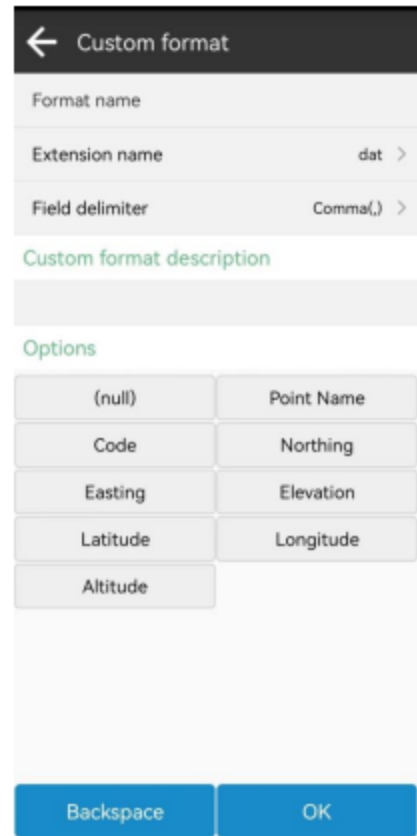 Custom format
Format name
Extension name dat >
Field delimiter Comma(,) >
Custom format description
Options
(null) Point Name
Code Northing
Easting Elevation
Latitude Longitude
Altitude
Backspace OK